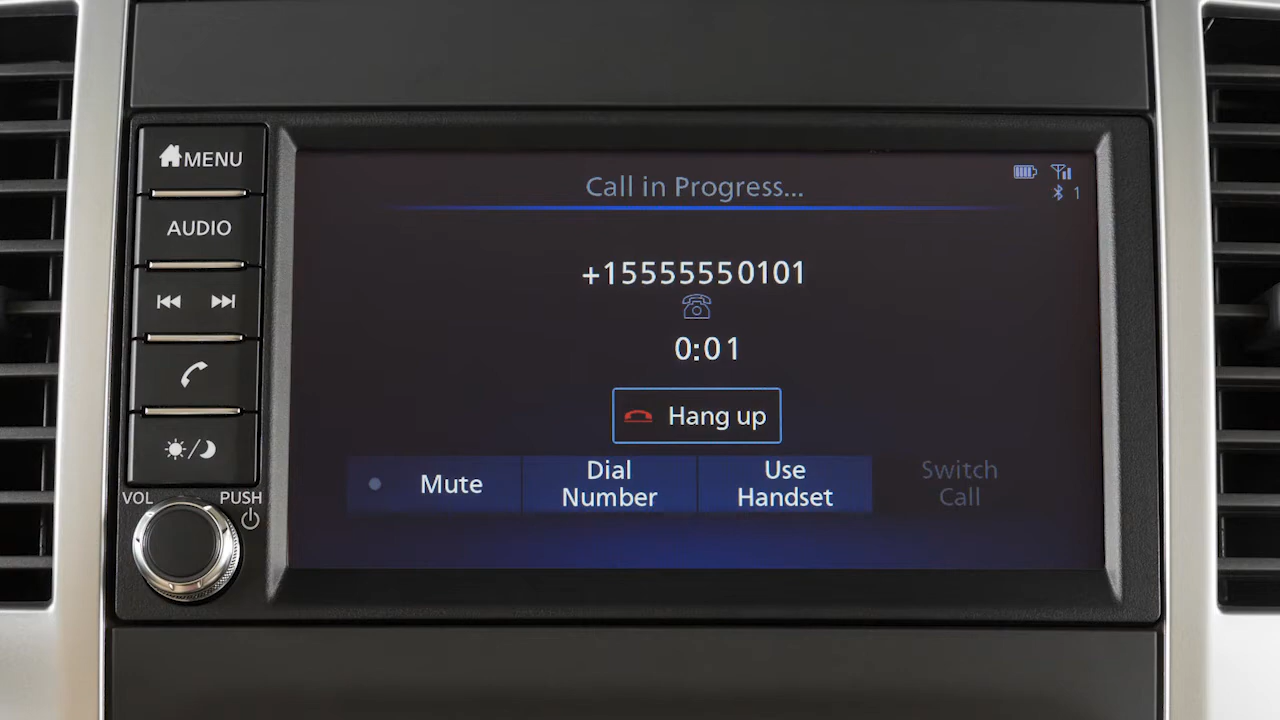 MENU
AUDIO
VOL
PUSH
Call in Progress...
1
+15555550101
0:01
Hang up
Mute
Dial
Number
Use
Handset
Switch
Call